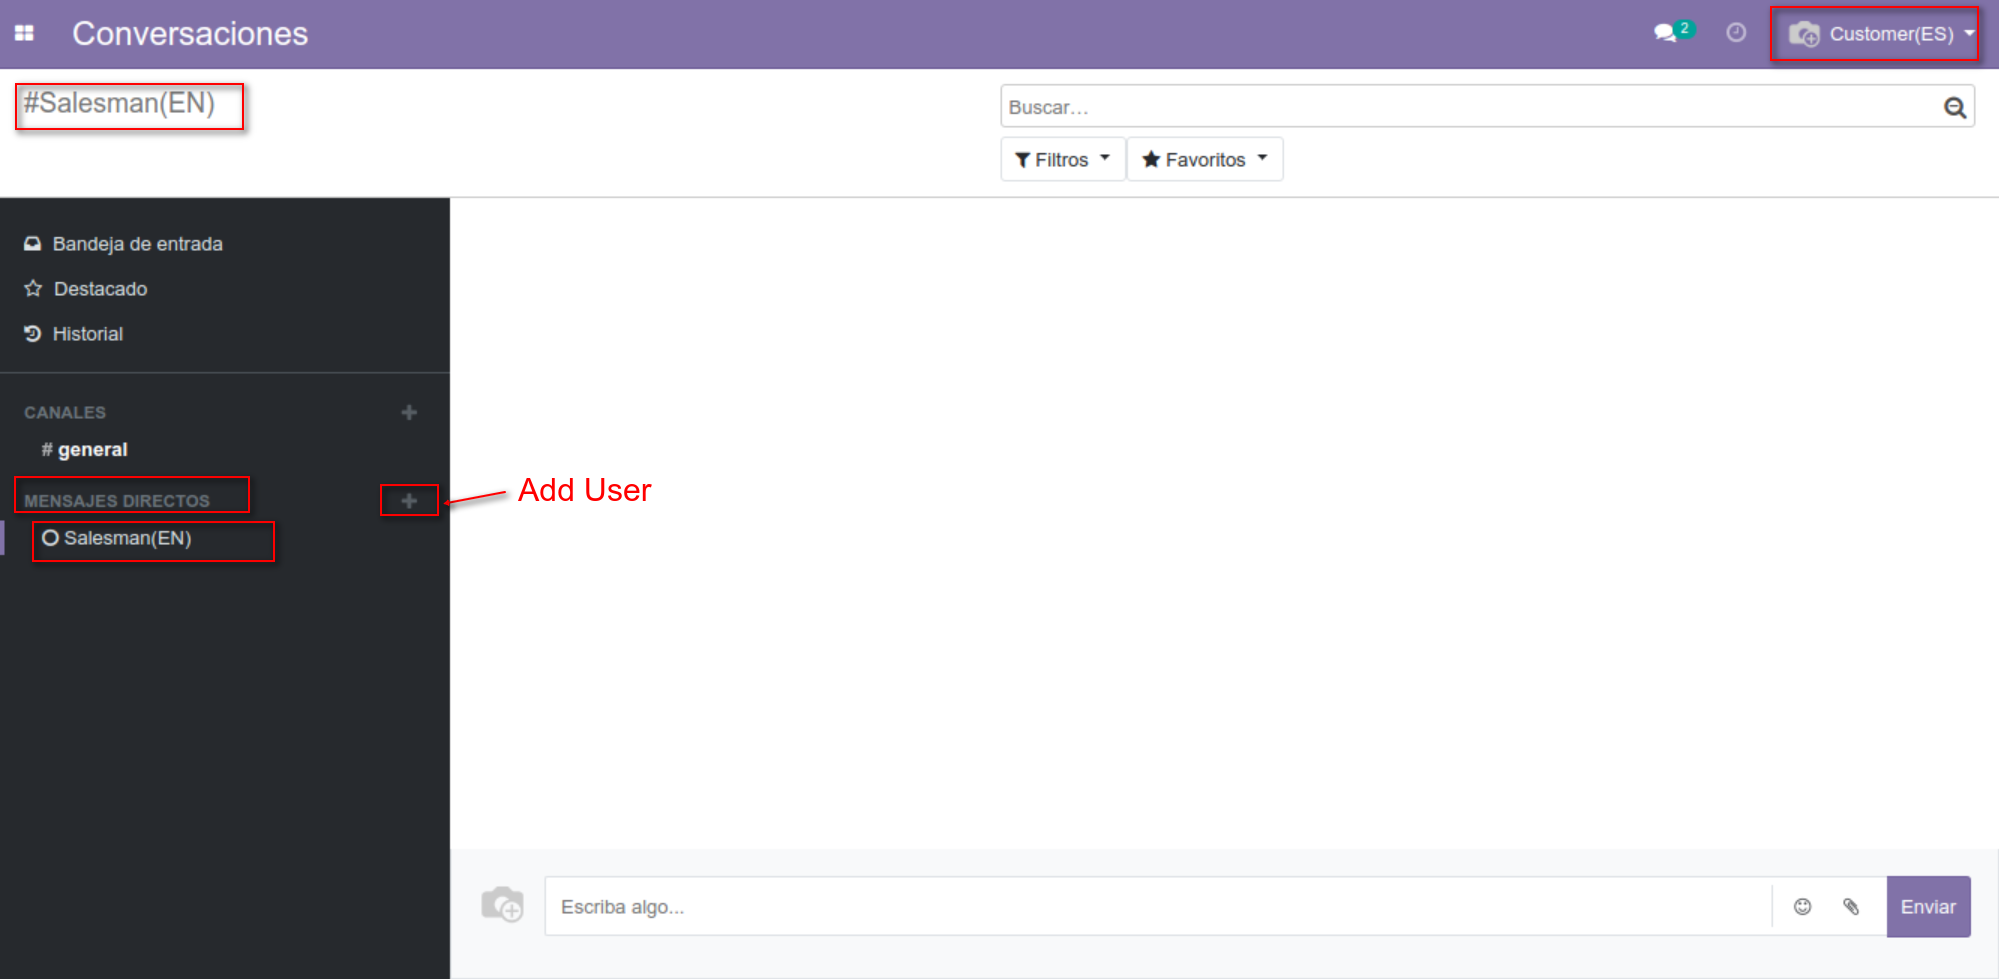 Conversaciones
2
Customer(ES)
#Salesman(EN)
Buscar...
Filtros
Favoritos
Bandeja de entrada
Destacado
Historial
CANALES
# general
MENSAJES DIRECTOS
Add User
Salesman(EN)
Escriba algo...
Enviar